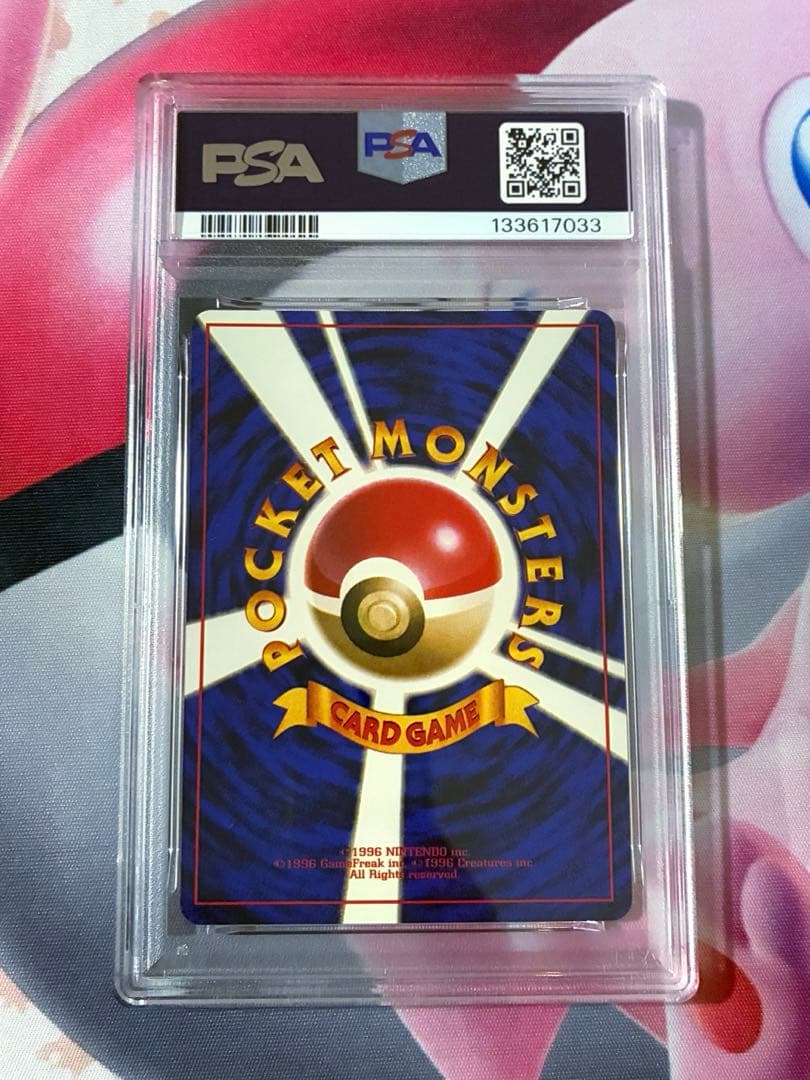 PSA
PSA
133617033
POCKET MONSTERS
CARD GAME
©1996 NINTENDO inc.
©1996 GameFreak inc. ©1996 Creatures inc.
All Rights reserved.